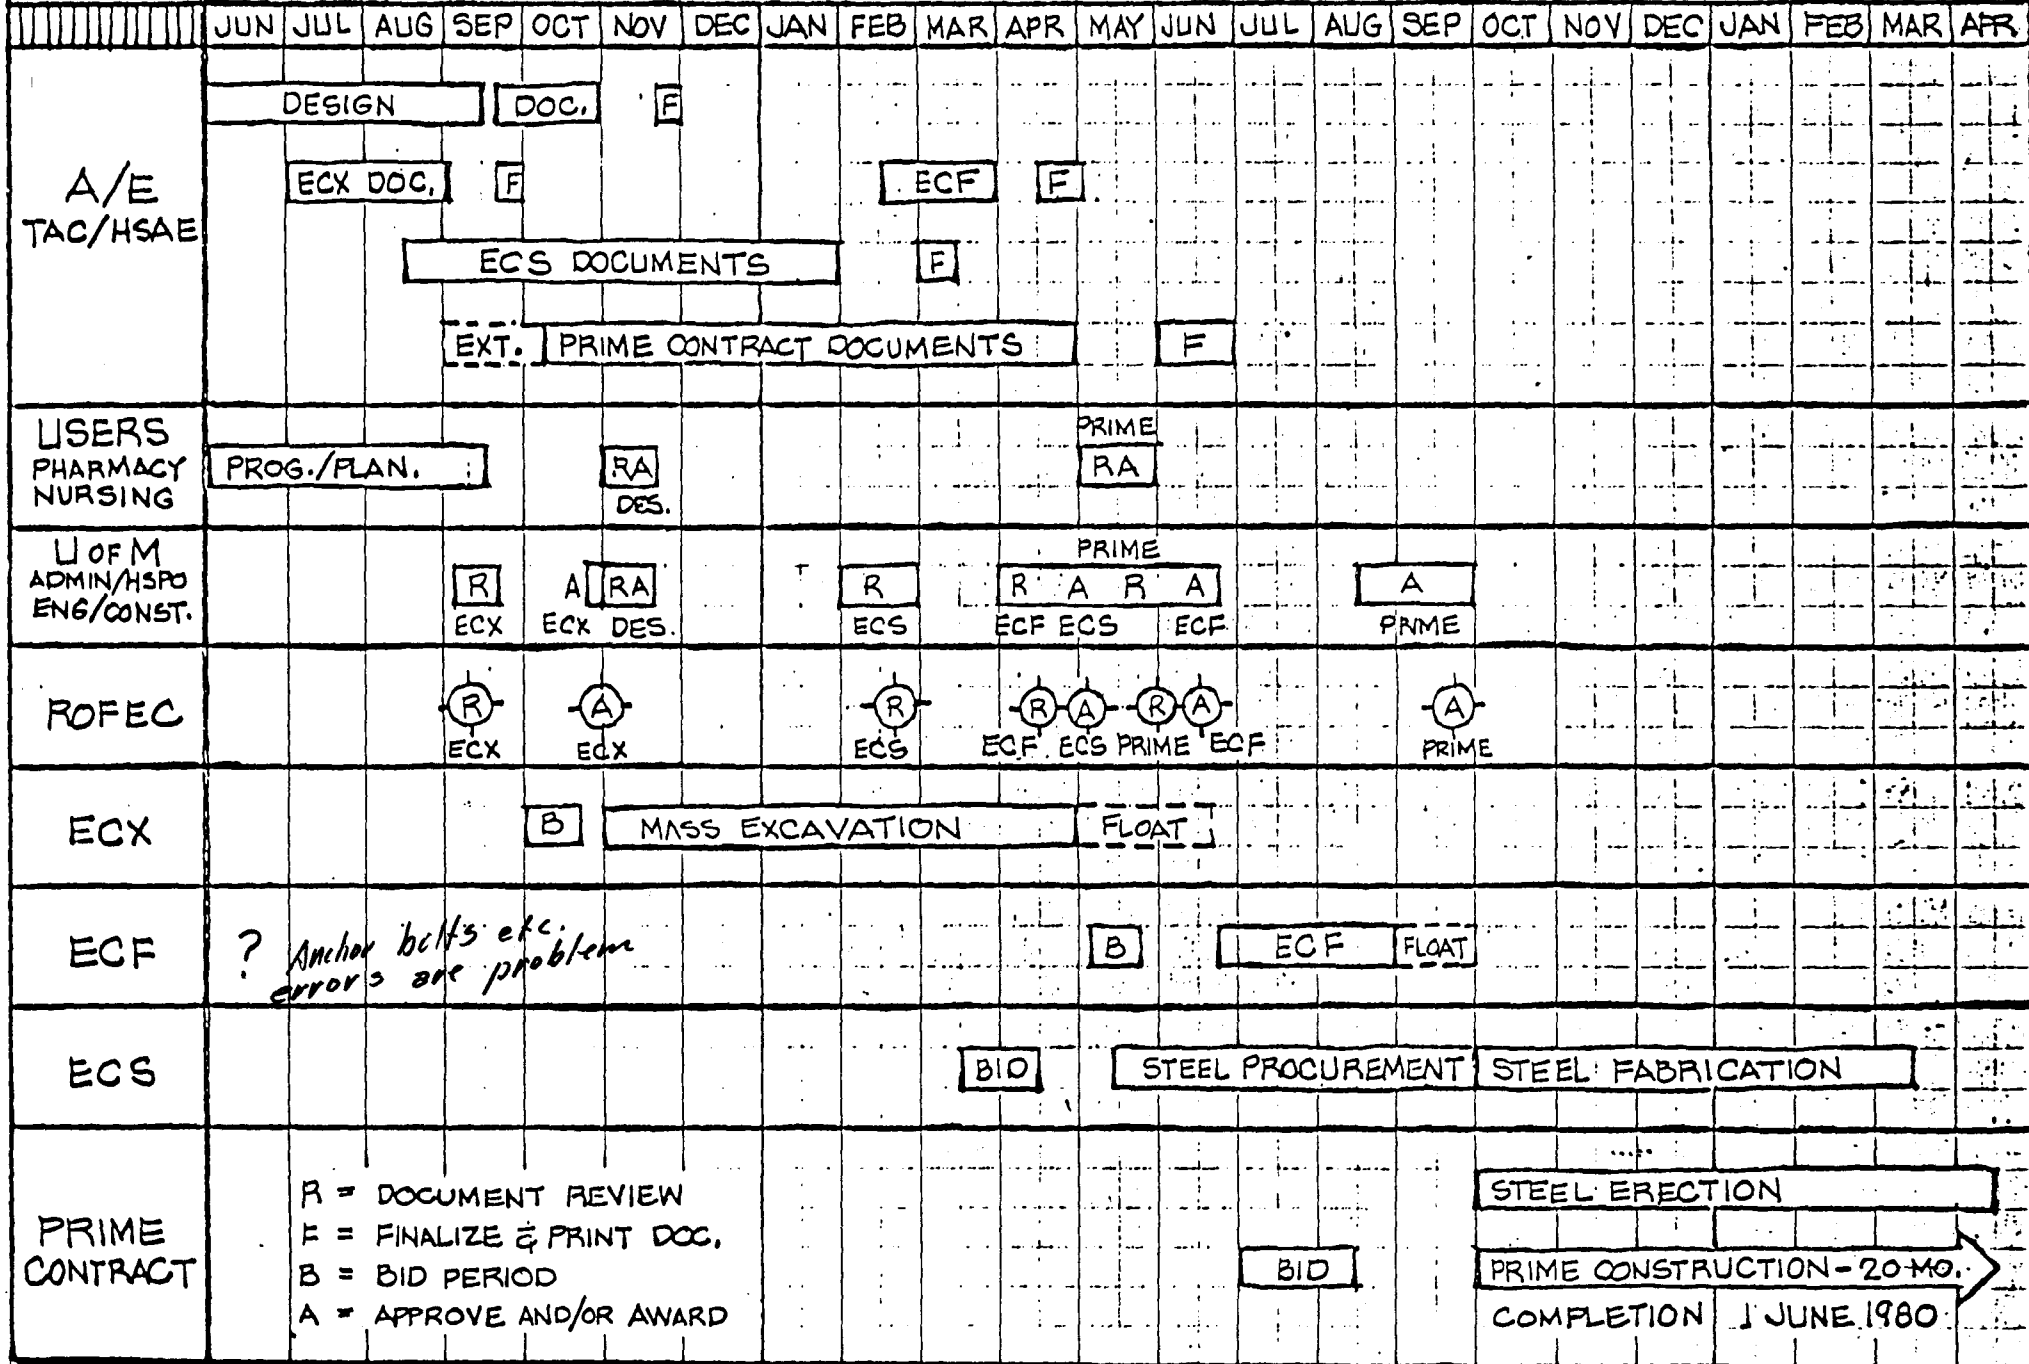 JUN JUL AUG SEP OCT NOV DEC JAN FEB MAR APR MAY JUN JUL AUG SEP OCT NOV DEC JAN FEB MAR APR
A/E
TAC/HSAE
DESIGN DOC. F
ECX DOC. F ECF F
ECS DOCUMENTS F
EXT. PRIME CONTRACT DOCUMENTS F
USERS
PHARMACY
NURSING
PRIME
PROG./PLAN. RA RA
DES.
U OF M
ADMIN/HSPO
ENG/CONST.
PRIME
R A RA R R A R A A
ECX ECX DES. ECS ECF ECS ECF PRIME
ROFEC
R A R R A R A A
ECX ECX ECS ECF ECS PRIME ECF PRIME
ECX
B MASS EXCAVATION FLOAT
ECF
? Anchor bolts etc.
errors are problem
B ECF FLOAT
ECS
BID STEEL PROCUREMENT STEEL FABRICATION
PRIME
CONTRACT
R = DOCUMENT REVIEW
F = FINALIZE & PRINT DOC.
B = BID PERIOD
A = APPROVE AND/OR AWARD
STEEL ERECTION
BID PRIME CONSTRUCTION - 20 MO.
COMPLETION 1 JUNE 1980